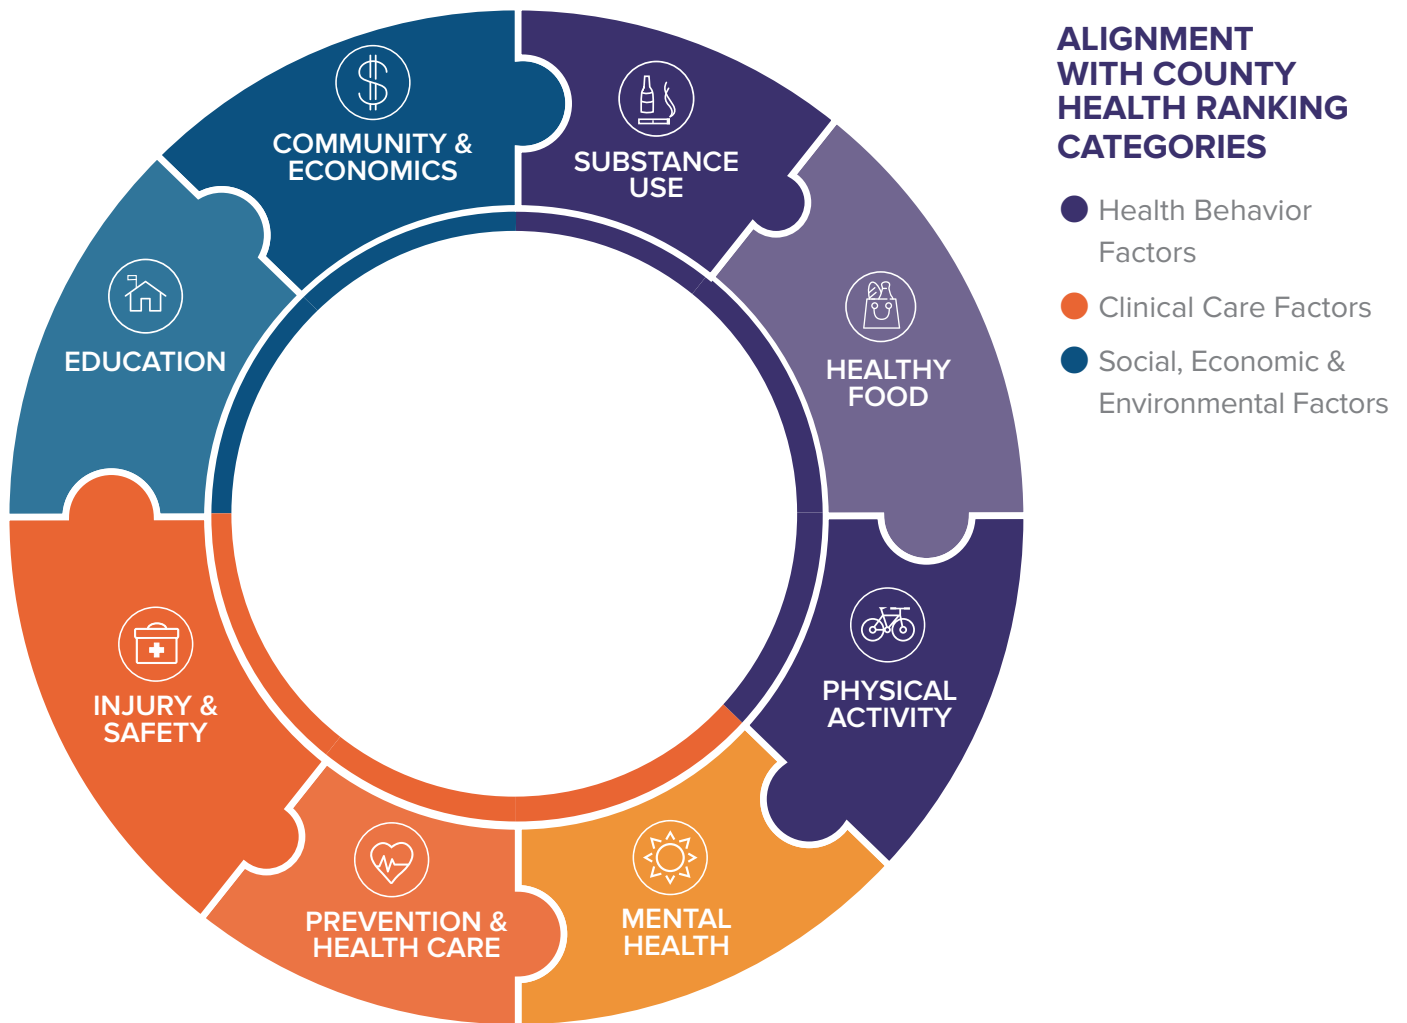 ALIGNMENT
WITH COUNTY
HEALTH RANKING
CATEGORIES
Health Behavior
Factors
Clinical Care Factors
Social, Economic &
Environmental Factors
COMMUNITY &
ECONOMICS
SUBSTANCE
USE
HEALTHY
FOOD
PHYSICAL
ACTIVITY
MENTAL
HEALTH
PREVENTION &
HEALTH CARE
INJURY &
SAFETY
EDUCATION